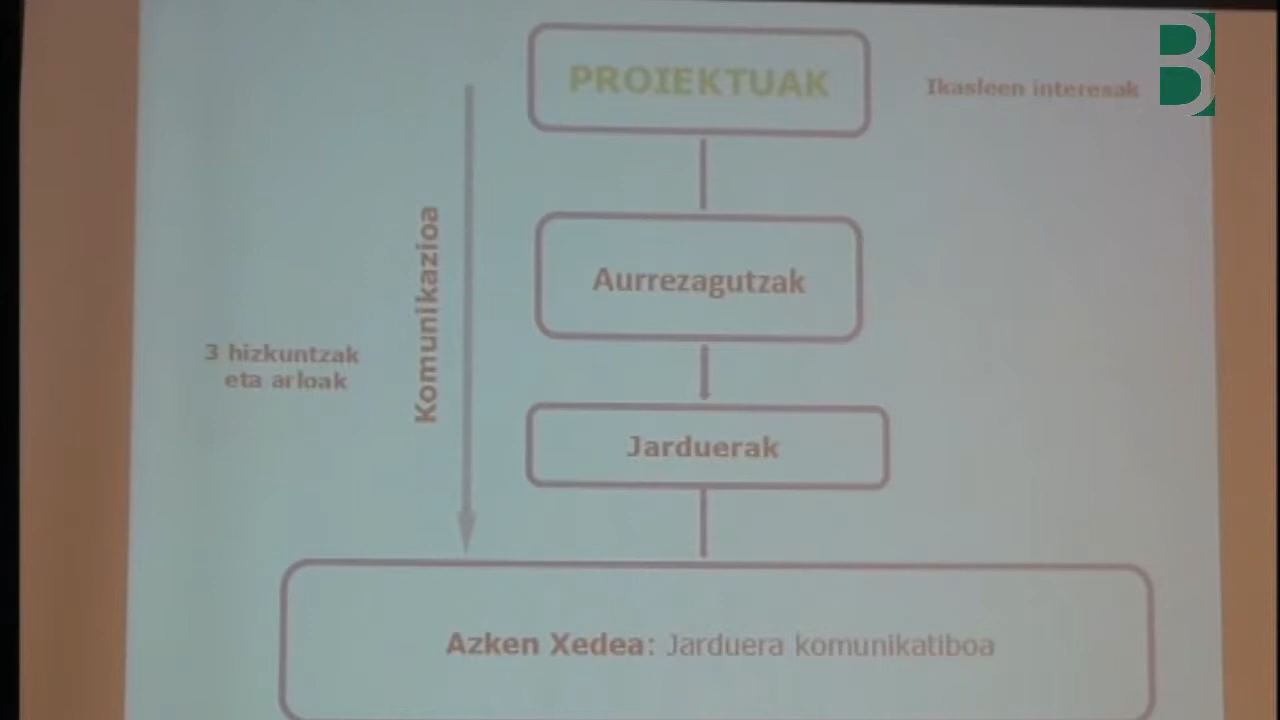 PROIEKTUAK
Ikasleen interesak
B
Komunikazioa
Aurrezagutzak
3 hizkuntzak
eta arloak
Jarduerak
Azken Xedea: Jarduera komunikatiboa